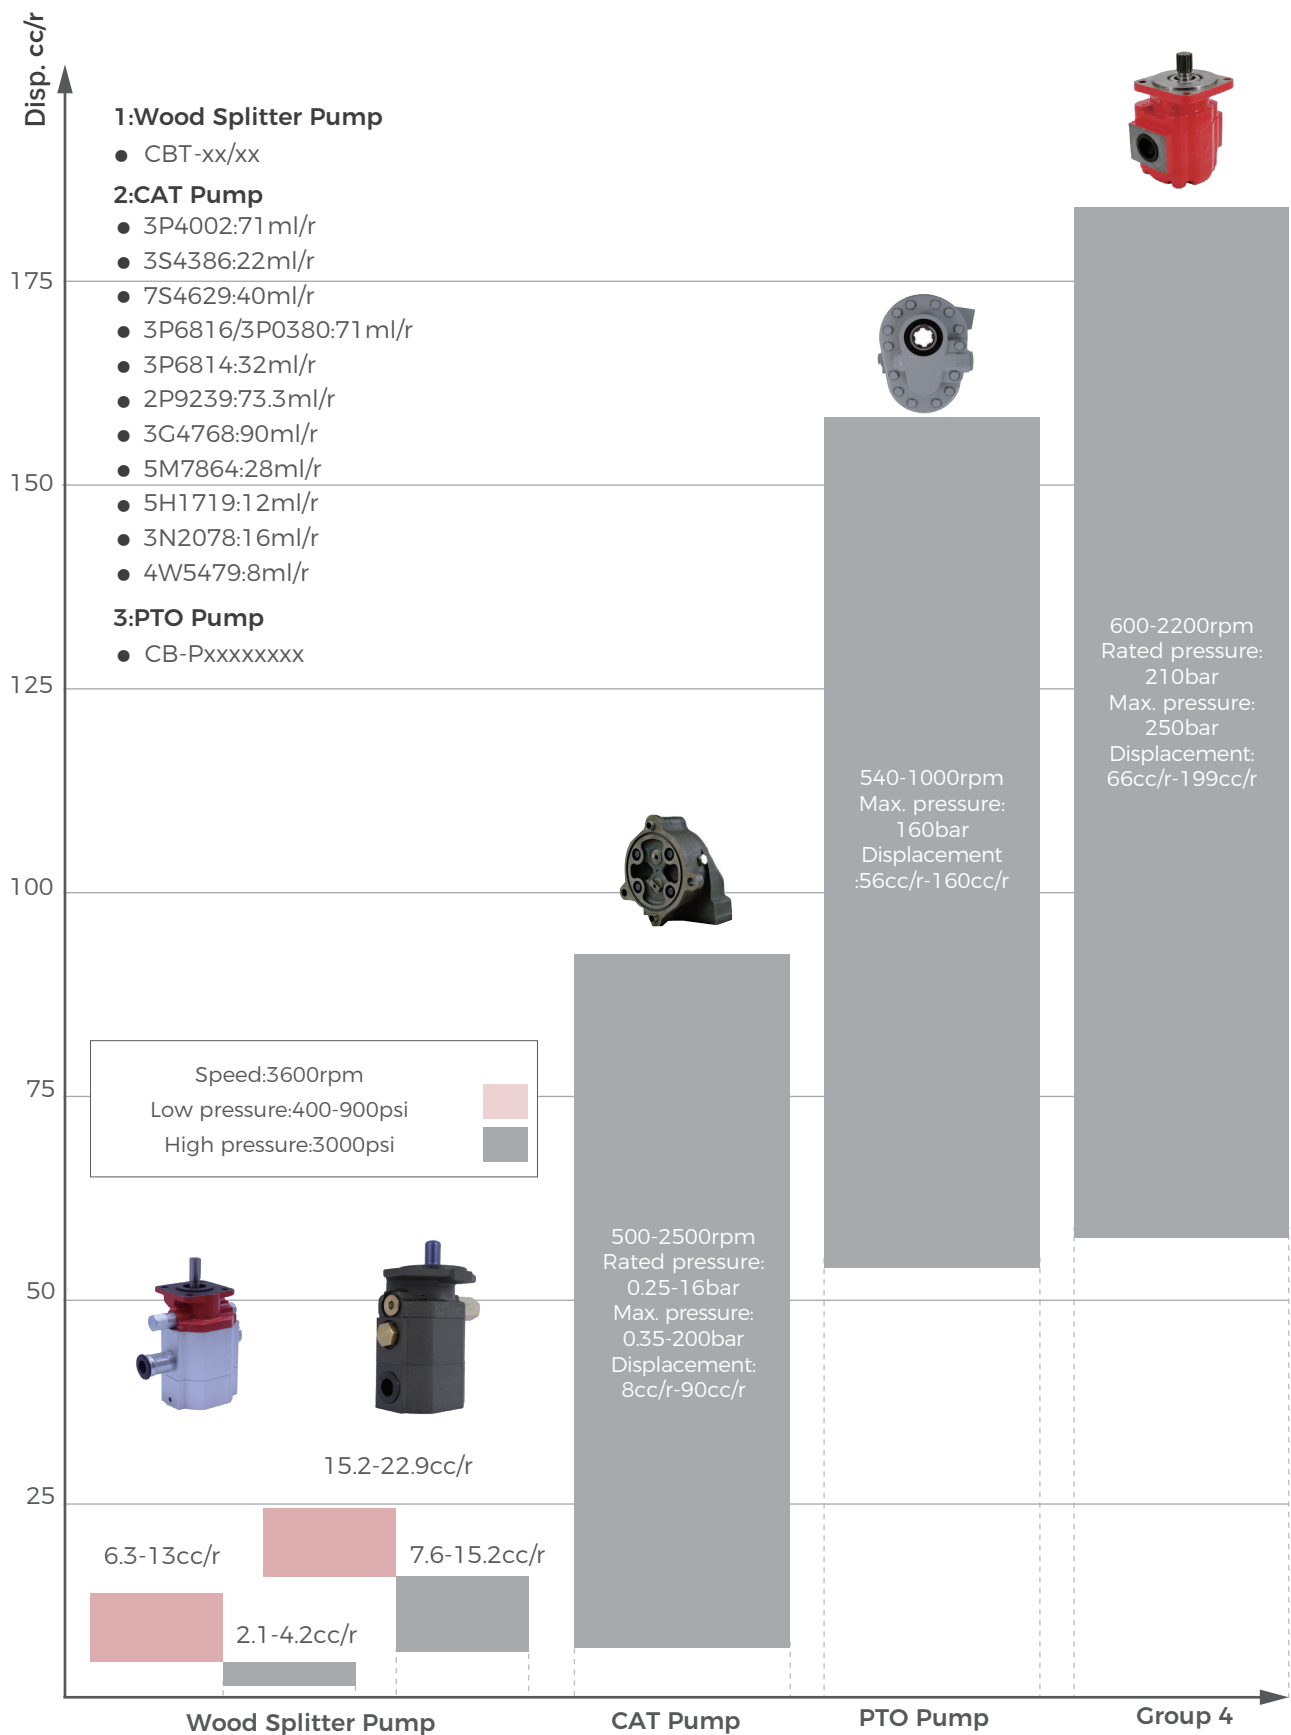 Disp. cc/r
1:Wood Splitter Pump
● CBT-xx/xx
2:CAT Pump
● 3P4002:71ml/r
● 3S4386:22ml/r
● 7S4629:40ml/r
● 3P6816/3P0380:71ml/r
● 3P6814:32ml/r
● 2P9239:73.3ml/r
● 3G4768:90ml/r
● 5M7864:28ml/r
● 5H1719:12ml/r
● 3N2078:16ml/r
● 4W5479:8ml/r
3:PTO Pump
● CB-Pxxxxxxxx
175
150
125
100
75
50
25
600-2200rpm
Rated pressure:
210bar
Max. pressure:
250bar
Displacement:
66cc/r-199cc/r
540-1000rpm
Max. pressure:
160bar
Displacement
:56cc/r-160cc/r
Speed:3600rpm
Low pressure:400-900psi
High pressure:3000psi
500-2500rpm
Rated pressure:
0.25-16bar
Max. pressure:
0.35-200bar
Displacement:
8cc/r-90cc/r
15.2-22.9cc/r
6.3-13cc/r
7.6-15.2cc/r
2.1-4.2cc/r
Wood Splitter Pump
CAT Pump
PTO Pump
Group 4